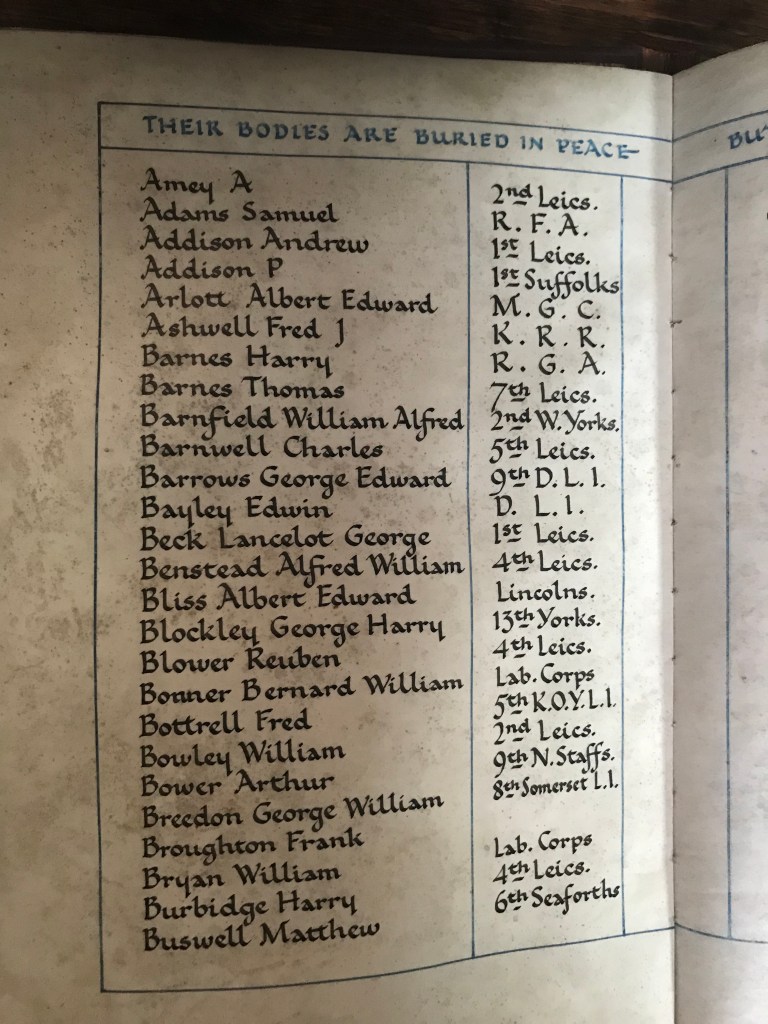 THEIR BODIES ARE BURIED IN PEACE
BUT
Amey A 2nd Leics.
Adams Samuel R. F. A.
Addison Andrew 1st Leics.
Addison P 1st Suffolks
Arlott Albert Edward M. G. C.
Ashwell Fred J K. R. R.
Barnes Harry R. G. A.
Barnes Thomas 7th Leics.
Barnfield William Alfred 2nd W. Yorks.
Barnwell Charles 5th Leics.
Barrows George Edward 9th D. L. I.
Bayley Edwin D. L. I.
Beck Lancelot George 1st Leics.
Benstead Alfred William 4th Leics.
Bliss Albert Edward Lincolns.
Blockley George Harry 13th Yorks.
Blower Reuben 4th Leics.
Bonner Bernard William Lab. Corps
Bottrell Fred 5th K.O.Y.L.I.
Bowley William 2nd Leics.
Bower Arthur 9th N. Staffs.
Breedon George William 8th Somerset L.I.
Broughton Frank
Bryan William Lab. Corps
Burbidge Harry 4th Leics.
Buswell Matthew 6th Seaforths